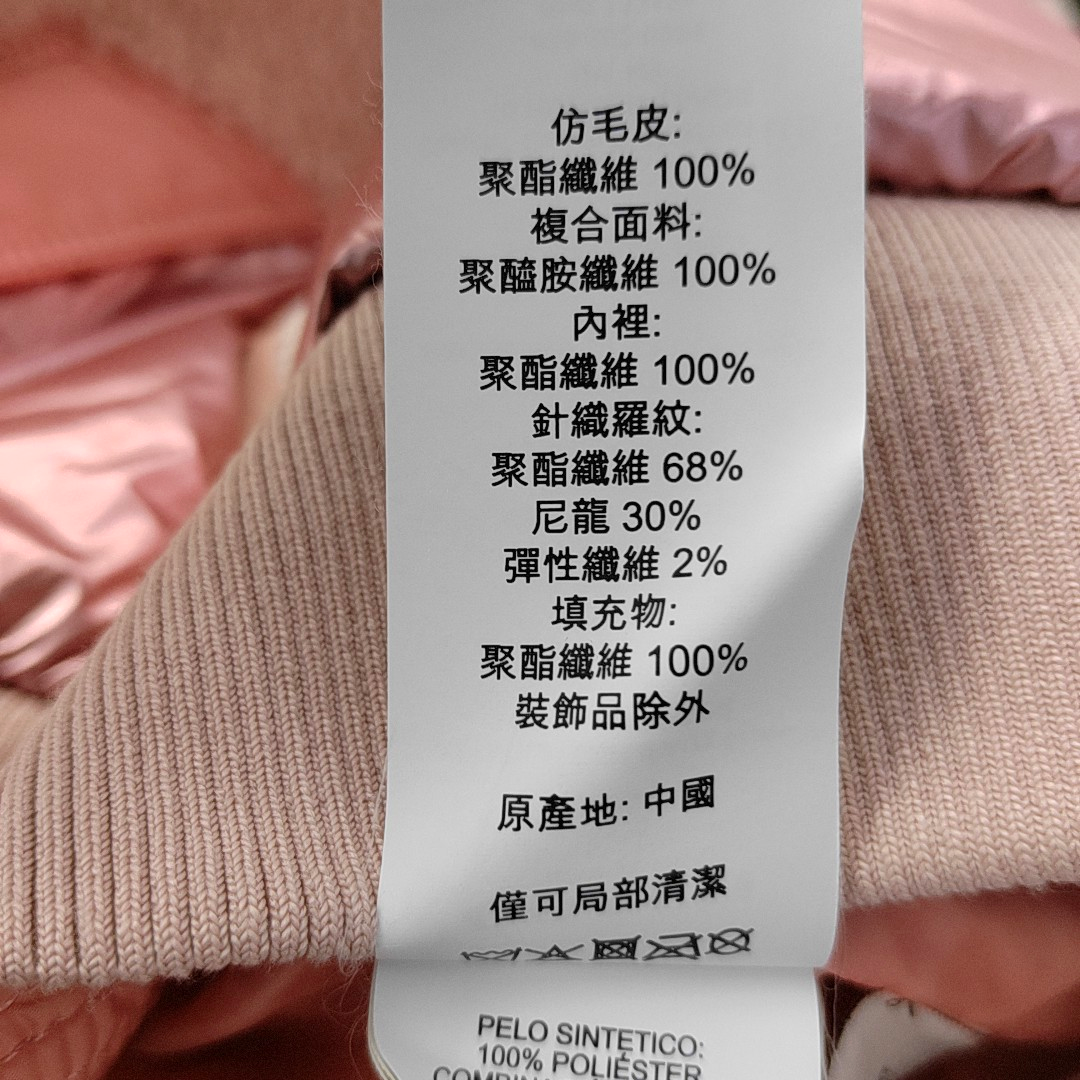 仿毛皮:
聚酯纖維 100%
複合面料:
聚醯胺纖維 100%
內裡:
聚酯纖維 100%
針織羅紋:
聚酯纖維 68%
尼龍 30%
彈性纖維 2%
填充物:
聚酯纖維 100%
裝飾品除外
原產地: 中國
僅可局部清潔
PELO SINTETICO:
100% POLIÉSTER